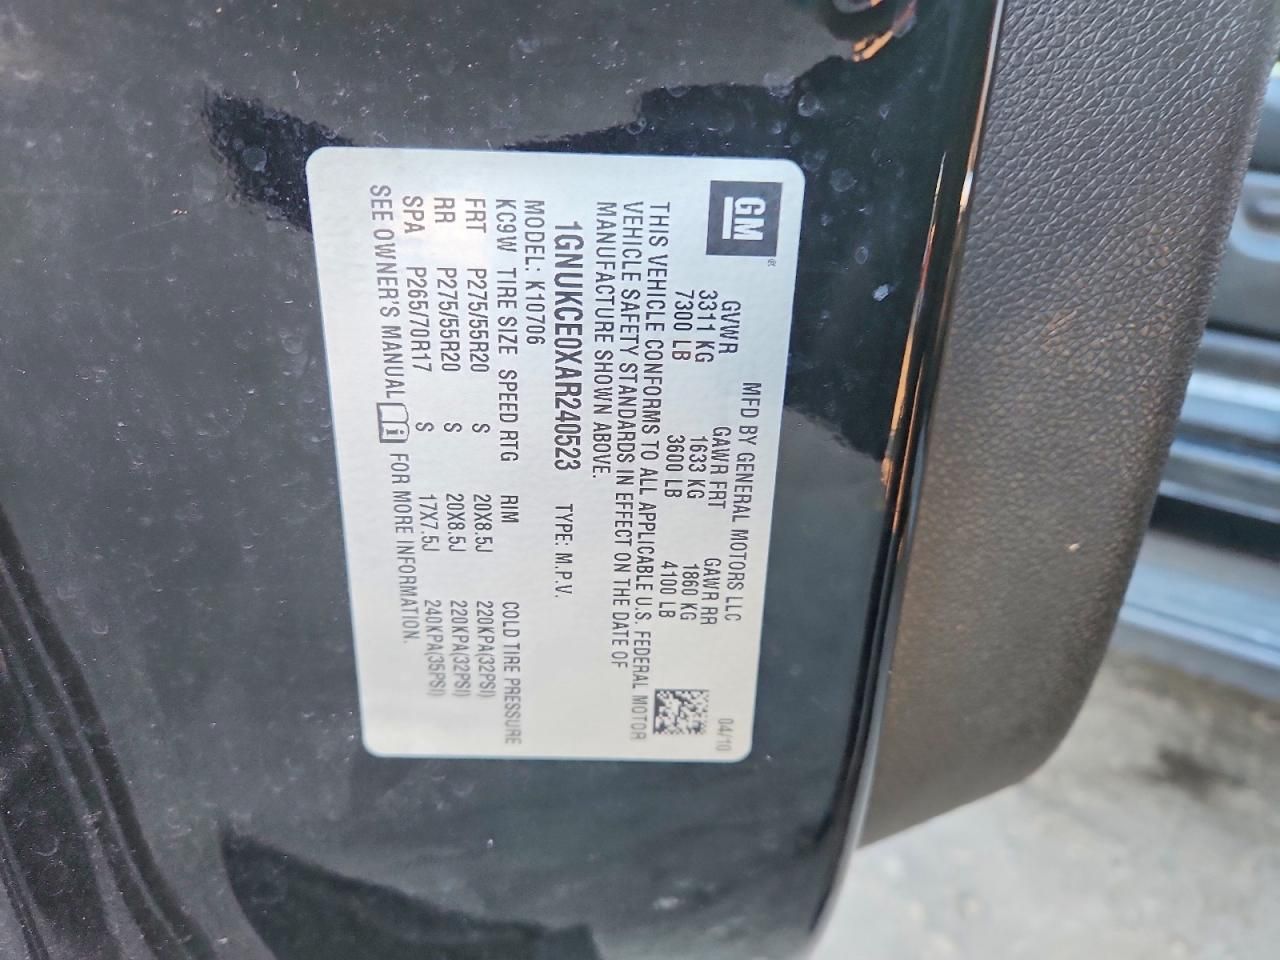 GM
®
MFD BY GENERAL MOTORS LLC 04/10
GVWR GAWR FRT GAWR RR
3311 KG 1633 KG 1860 KG
7300 LB 3600 LB 4100 LB
THIS VEHICLE CONFORMS TO ALL APPLICABLE U.S. FEDERAL MOTOR
VEHICLE SAFETY STANDARDS IN EFFECT ON THE DATE OF
MANUFACTURE SHOWN ABOVE.
1GNUKCE0XAR240523 TYPE: M.P.V.
MODEL: K10706
KC9W TIRE SIZE SPEED RTG RIM COLD TIRE PRESSURE
FRT P275/55R20 S 20X8.5J 220KPA(32PSI)
RR P275/55R20 S 20X8.5J 220KPA(32PSI)
SPA P265/70R17 S 17X7.5J 240KPA(35PSI)
SEE OWNER'S MANUAL i FOR MORE INFORMATION.